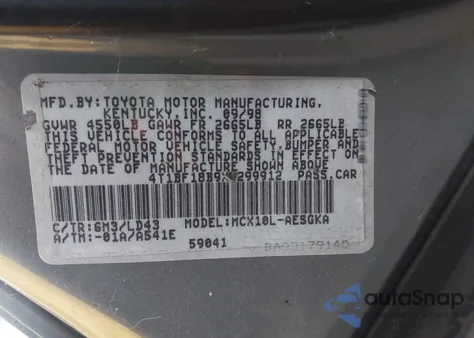 MFD.BY: TOYOTA MOTOR MANUFACTURING,
KENTUCKY, INC. 09/98
GVWR 4550LB GAWR FR 2665LB RR 2665LB
THIS VEHICLE CONFORMS TO ALL APPLICABLE
FEDERAL MOTOR VEHICLE SAFETY, BUMPER AND
THEFT PREVENTION STANDARDS IN EFFECT ON
THE DATE OF MANUFACTURE SHOWN ABOVE.
PASS.CAR
C/TR: 6M3/LD43 MODEL: MCX10L-AESGKA
A/TM: -01A/A541E 59041
autoSnap